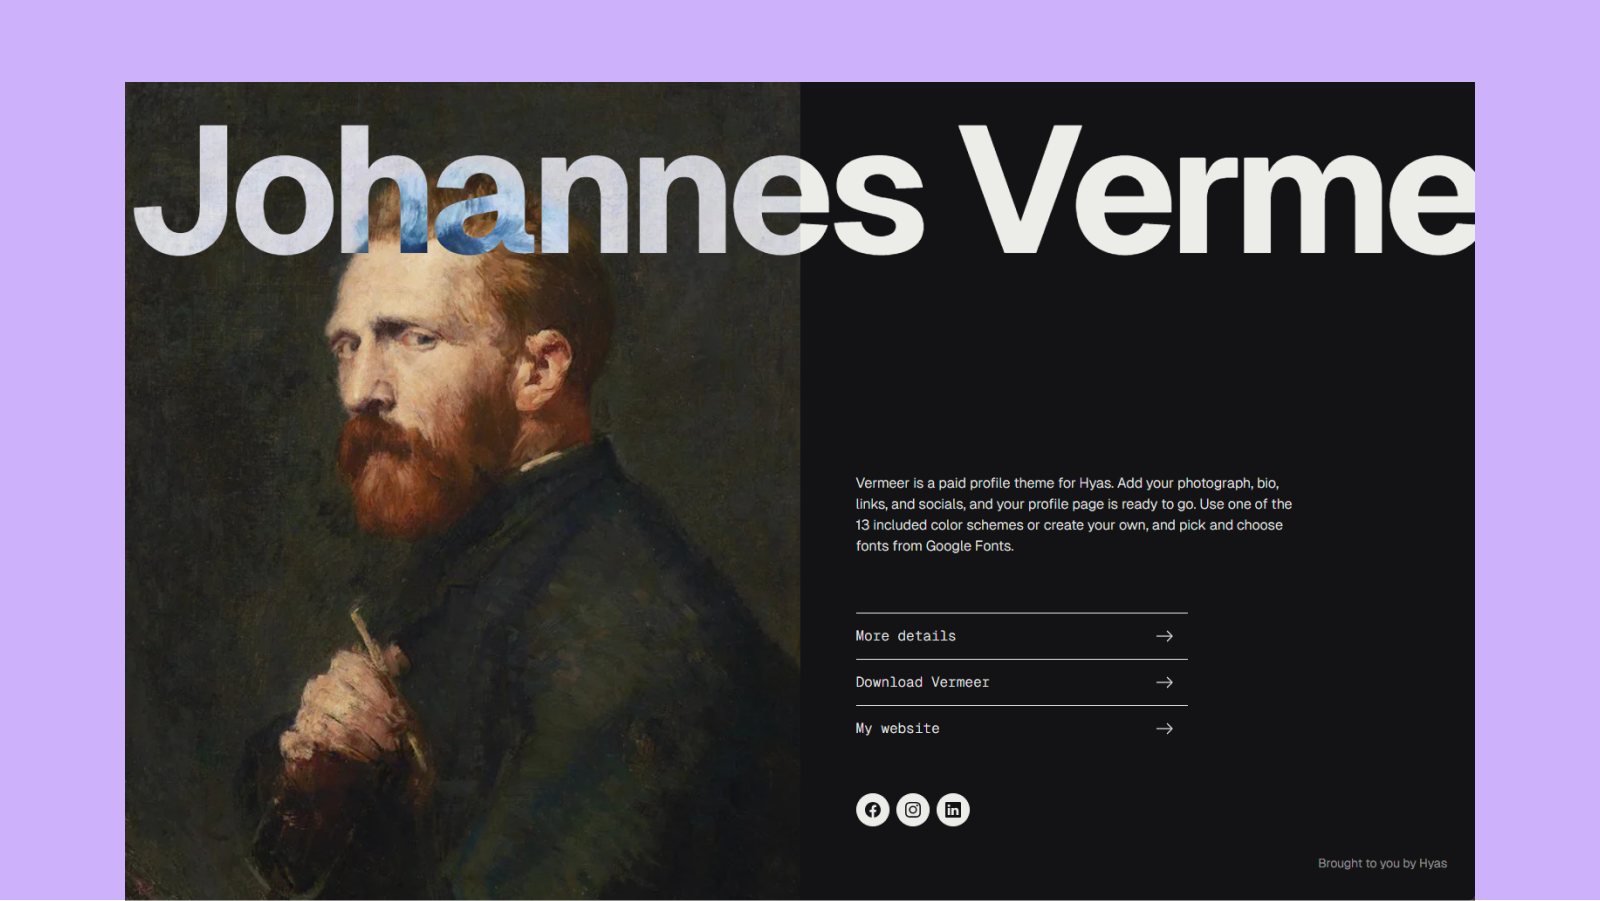 Johannes Verme
Vermeer is a paid profile theme for Hyas. Add your photograph, bio,
links, and socials, and your profile page is ready to go. Use one of the
13 included color schemes or create your own, and pick and choose
fonts from Google Fonts.
More details
Download Vermeer
My website
in
Brought to you by Hyas